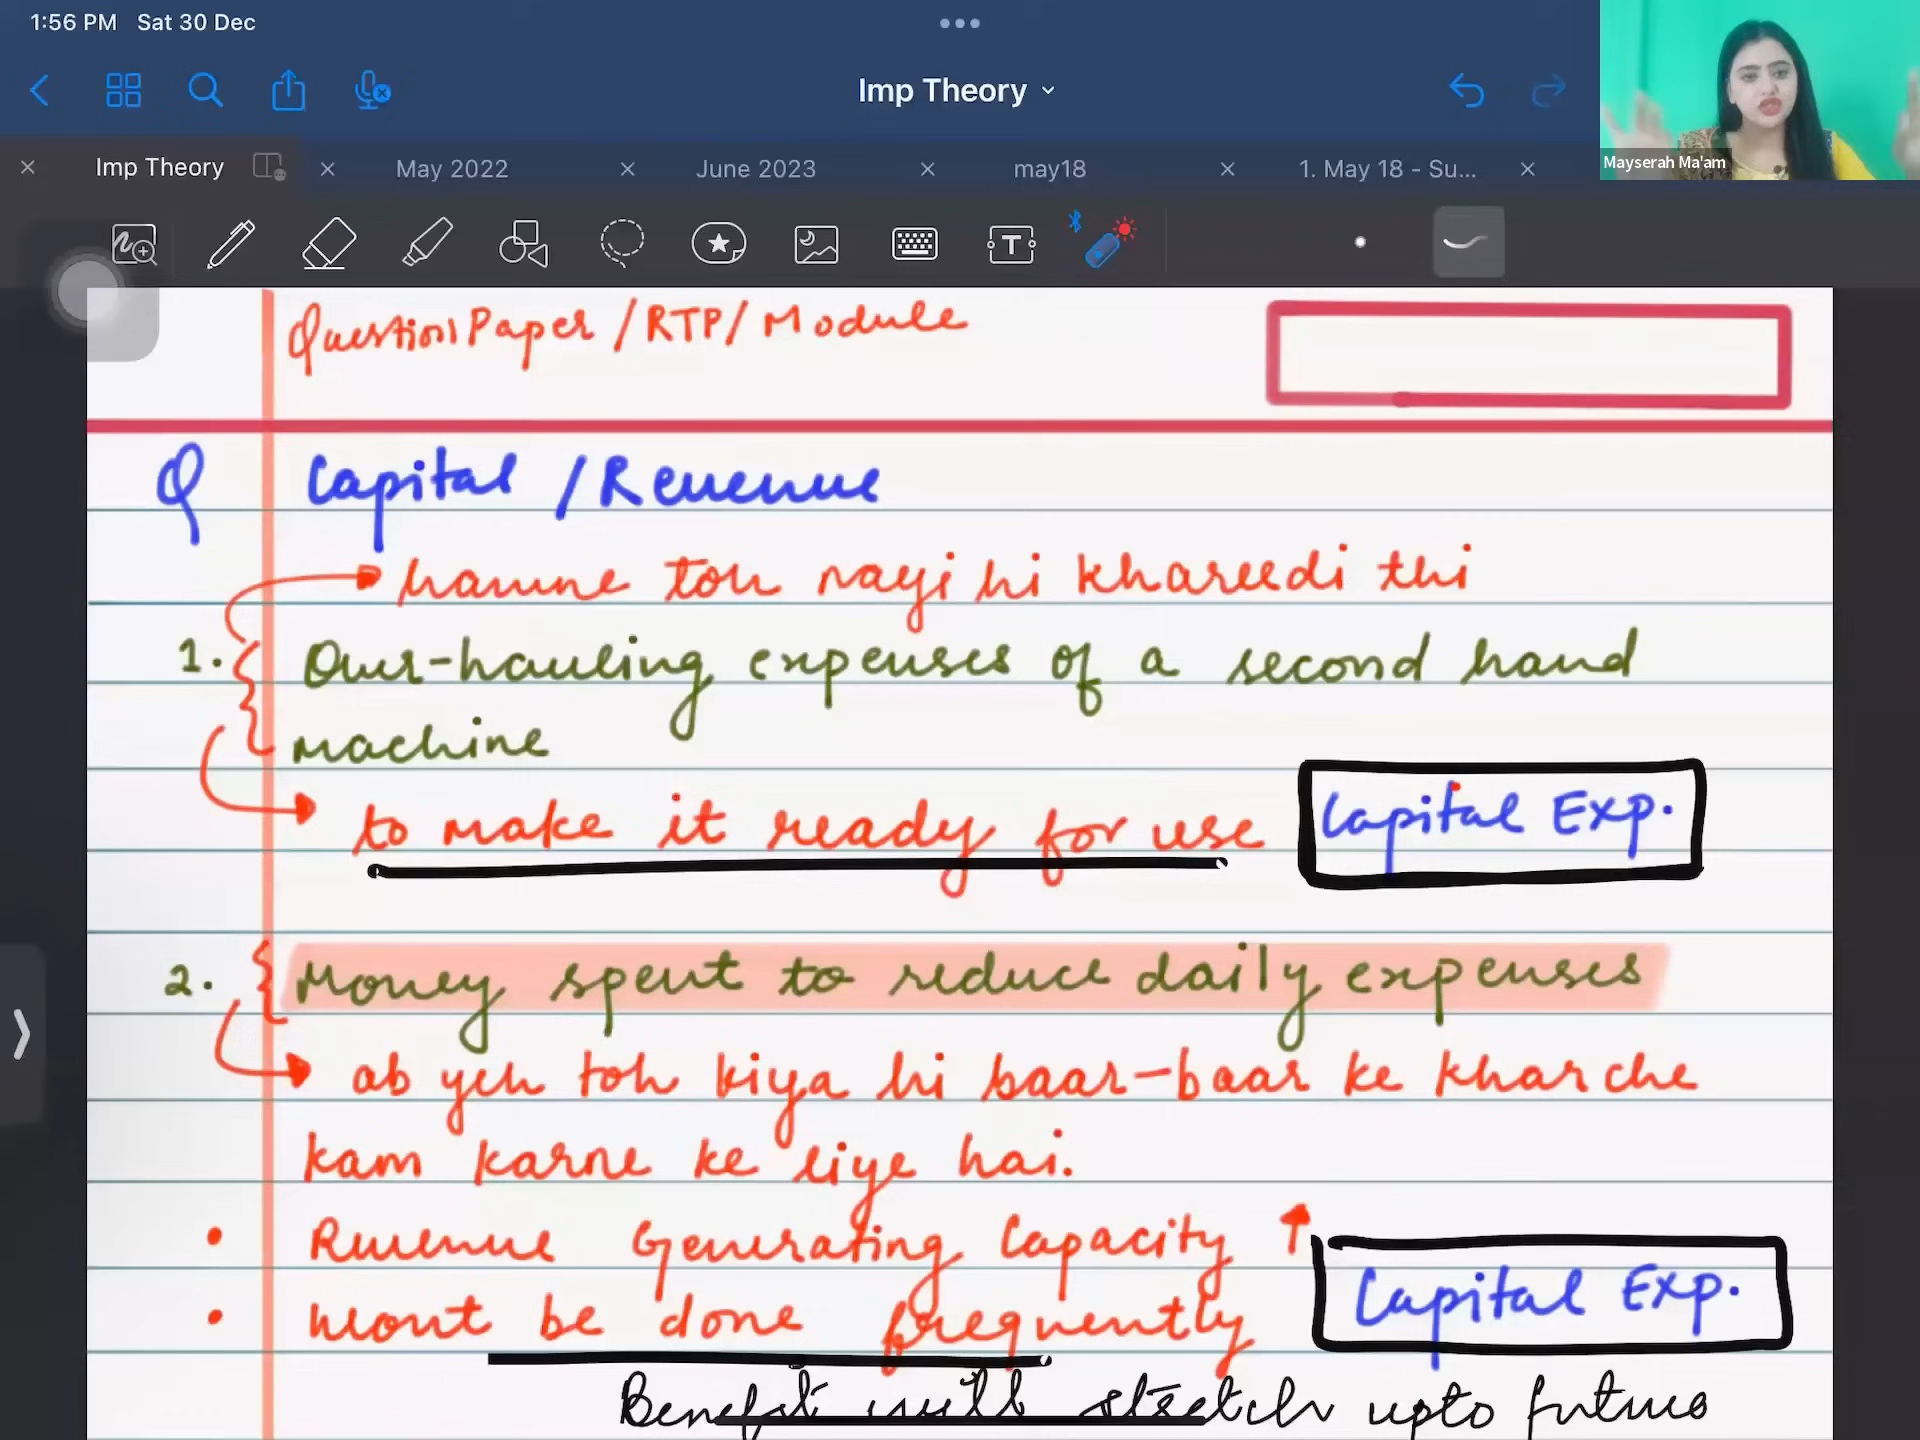 1:56 PM Sat 30 Dec
Imp Theory
Mayserah Ma'am
Imp Theory May 2022 June 2023 may18 1. May 18 - Su...
Question Paper / RTP / Module
Q Capital / Revenue
hamne toh nayi hi khareedi thi
1. Over-hauling expenses of a second hand
machine
to make it ready for use Capital Exp.
2. Money spent to reduce daily expenses
ab yeh toh kiya hi baar-baar ke kharche
kam karne ke liye hai.
• Revenue Generating Capacity ↑
• Wont be done frequently Capital Exp.
Benefit will stretch upto future